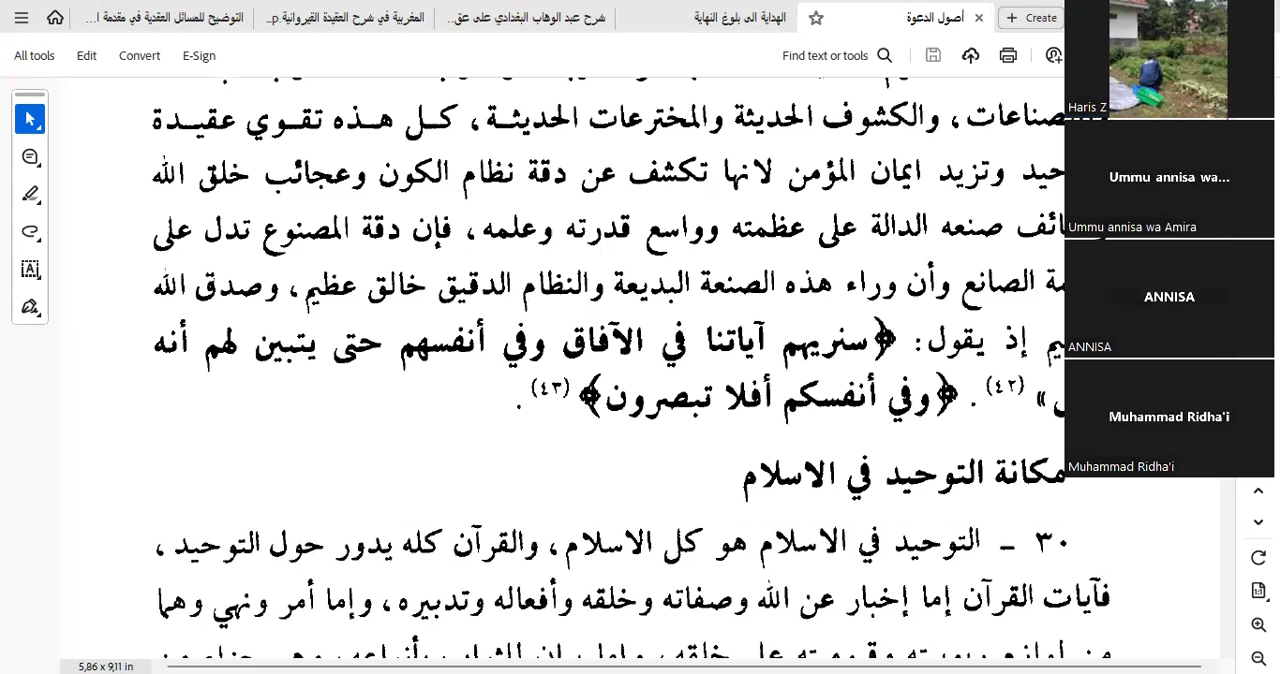 التوضيح للمسائل العقدية في مقدمة ا...
المغربية في شرح العقيدة القيروانية.p...
شرح عبد الوهاب البغدادي على عق...
الهداية الى بلوغ النهاية
أصول الدعوة
Create
All tools Edit Convert E-Sign
Find text or tools
والكشوف الحديثة والمخترعات الحديثة، كل هذه تقوي عقيدة
وتزيد ايمان المؤمن لانها تكشف عن دقة نظام الكون وعجائب خلق الله
صنعه الدالة على عظمته وواسع قدرته وعلمه، فإن دقة المصنوع تدل على
الصانع وأن وراء هذه الصنعة البديعة والنظام الدقيق خالق عظيم، وصدق الله
إذ يقول: ﴿سنريهم آياتنا في الآفاق وفي أنفسهم حتى يتبين لهم أنه
» (٤٢) . ﴿وفي أنفسكم أفلا تبصرون﴾ (٤٣) .
مكانة التوحيد في الاسلام
٣٠ ـ التوحيد في الاسلام هو كل الاسلام، والقرآن كله يدور حول التوحيد،
فآيات القرآن إما إخبار عن الله وصفاته وخلقه وأفعاله وتدبيره، وإما أمر ونهي وهما
5,86 x 9,11 in
Haris Z
Ummu annisa wa...
Ummu annisa wa Amira
ANNISA
ANNISA
Muhammad Ridha'i
Muhammad Ridha'i